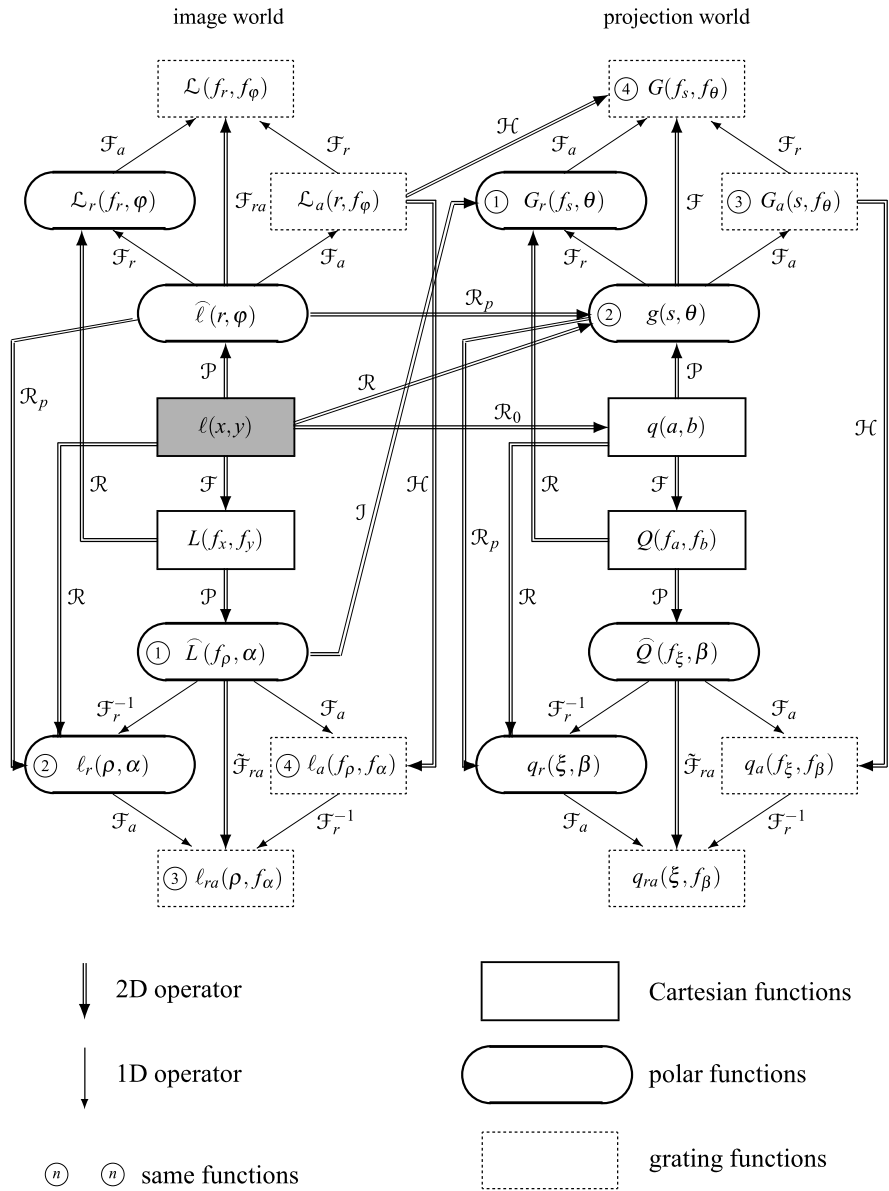 image world projection world
ℒ(f_r, f_φ) ④ G(f_s, f_θ)
ℋ
ℱ_a ℱ_r ℱ_a ℱ_r
ℒ_r(f_r, φ) ℱ_ra ℒ_a(r, f_φ) ① G_r(f_s, θ) ℱ ③ G_a(s, f_θ)
ℱ_r ℱ_a ℱ_r ℱ_a
ℓ̂(r, φ) ℛ_p ② g(s, θ)
𝒫 ℛ 𝒫
ℛ_p ℓ(x, y) ℛ_0 q(a, b) ℋ
ℛ ℱ ℋ ℛ ℱ
L(f_x, f_y) ℐ ℛ_p Q(f_a, f_b)
ℛ 𝒫 ℛ 𝒫
① L̂(f_ρ, α) Q̂(f_ξ, β)
ℱ_r^{-1} ℱ_a ℱ_r^{-1} ℱ_a
② ℓ_r(ρ, α) ℱ̃_ra ④ ℓ_a(f_ρ, f_α) q_r(ξ, β) ℱ̃_ra q_a(f_ξ, f_β)
ℱ_a ℱ_r^{-1} ℱ_a ℱ_r^{-1}
③ ℓ_ra(ρ, f_α) q_ra(ξ, f_β)
2D operator Cartesian functions
1D operator polar functions
ⓝ ⓝ same functions grating functions